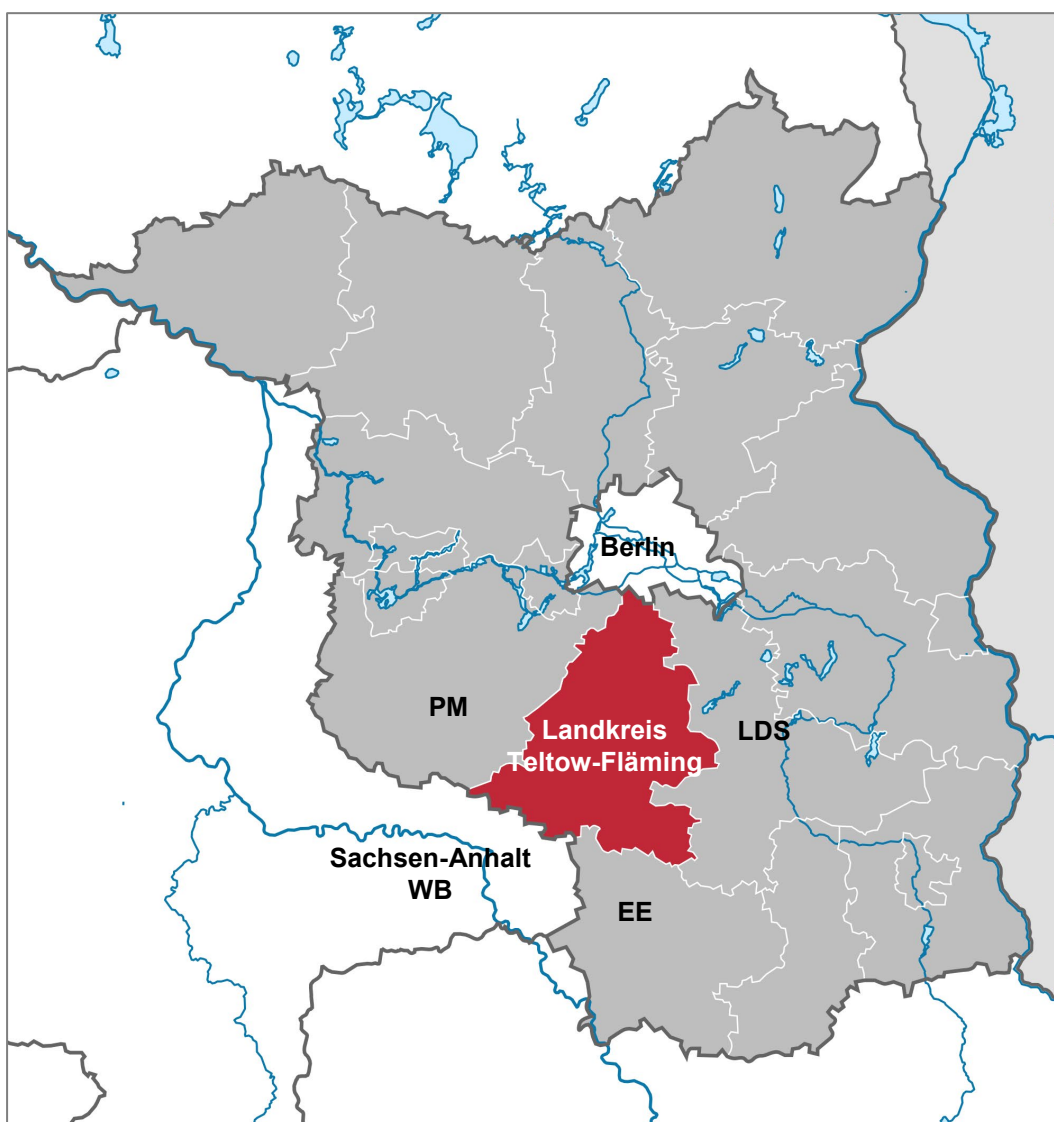 Berlin
PM
LDS
Landkreis
Teltow-Fläming
Sachsen-Anhalt
WB
EE